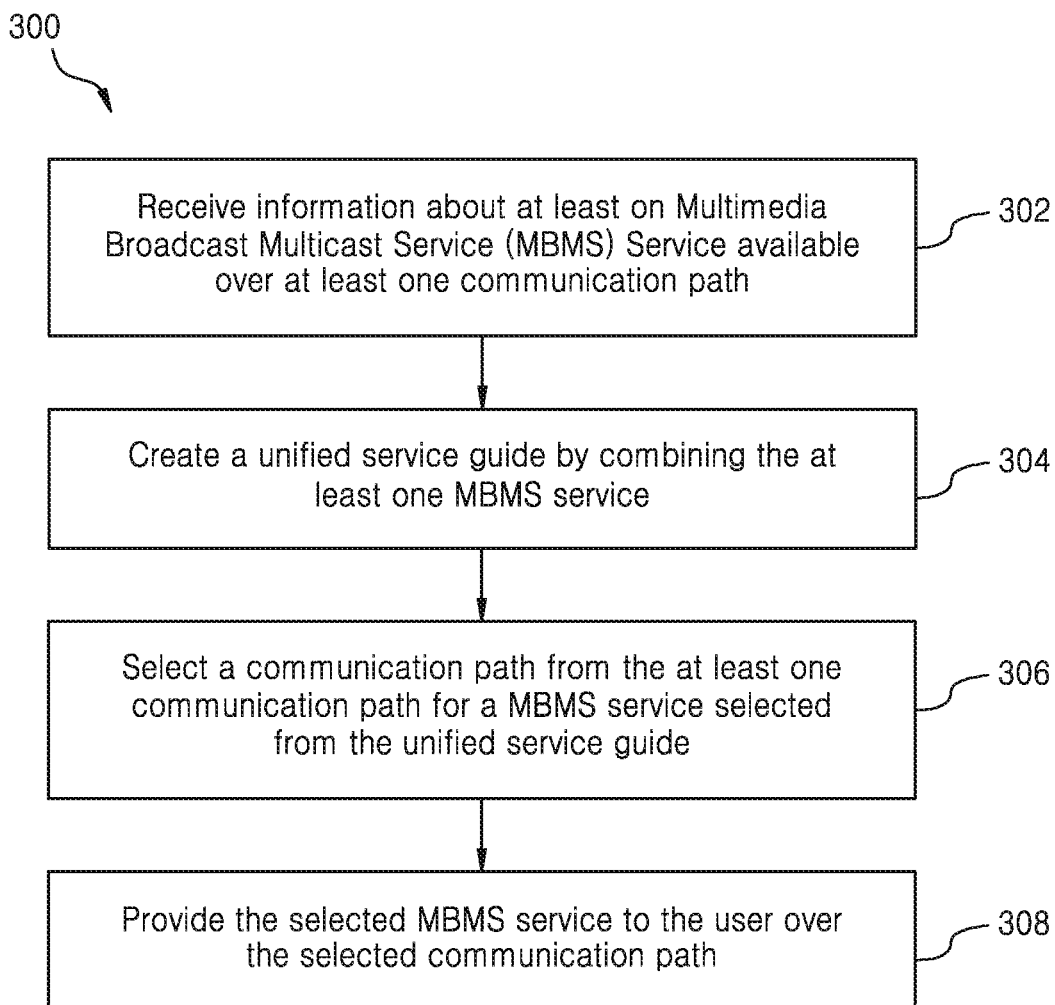 300
Receive information about at least on Multimedia
Broadcast Multicast Service (MBMS) Service available
over at least one communication path
302
Create a unified service guide by combining the at
least one MBMS service
304
Select a communication path from the at least one
communication path for a MBMS service selected
from the unified service guide
306
Provide the selected MBMS service to the user over
the selected communication path
308